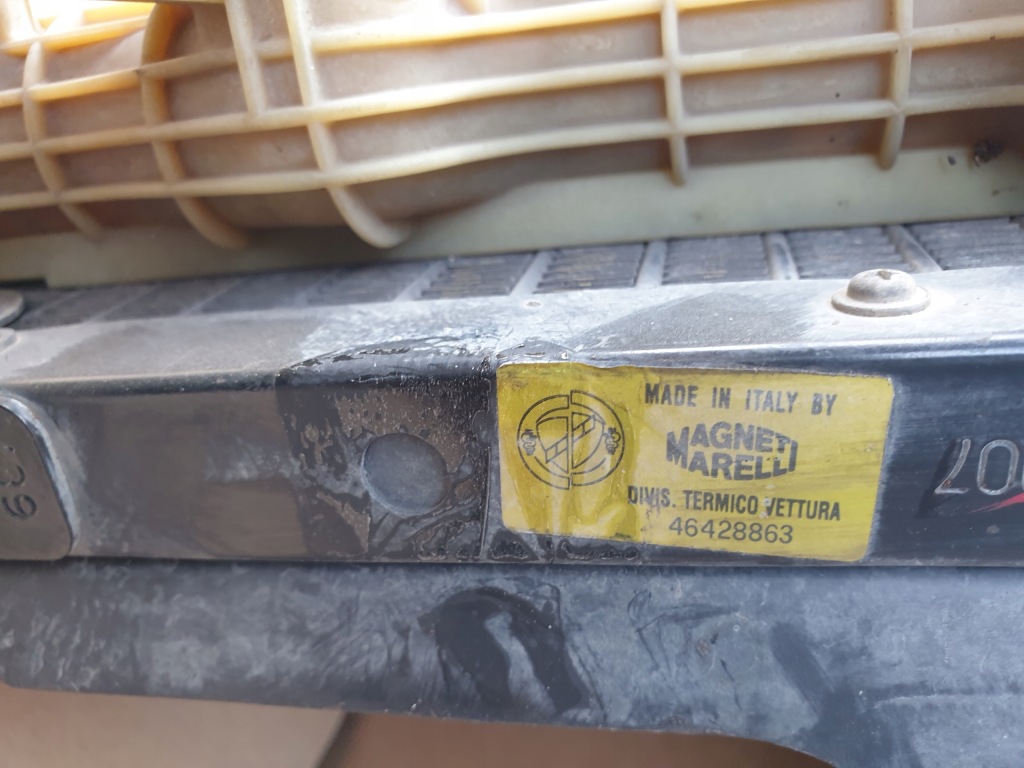 MADE IN ITALY BY
MAGNETI
MARELLI
DIVIS. TERMICO VETTURA
46428863